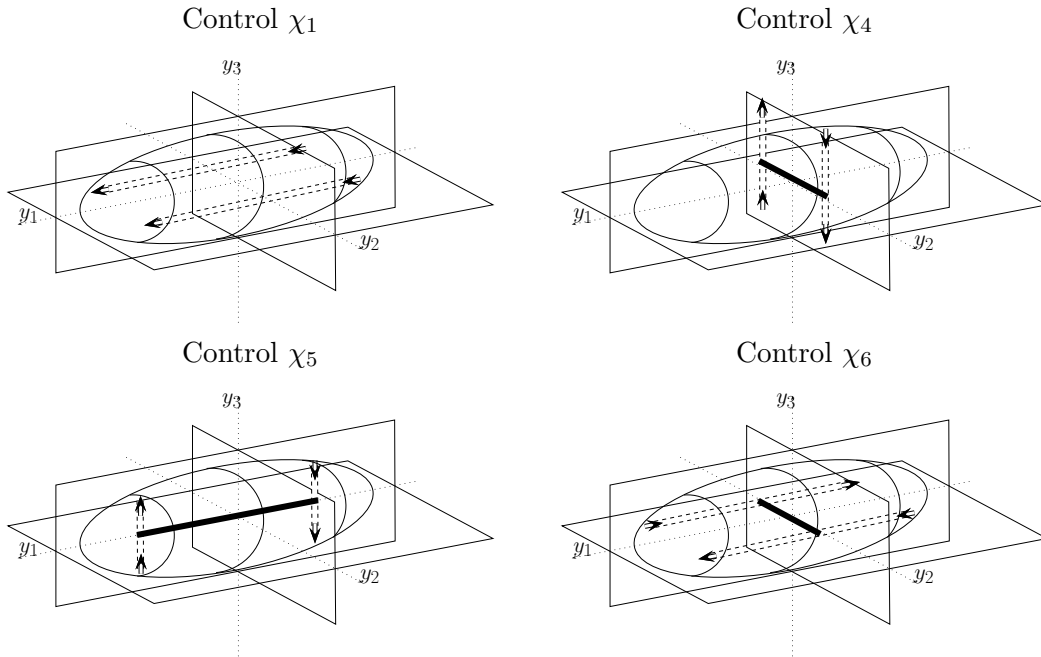 Control χ₁
Control χ₄
y₃
y₃
y₁
y₂
y₁
y₂
Control χ₅
Control χ₆
y₃
y₃
y₁
y₂
y₁
y₂